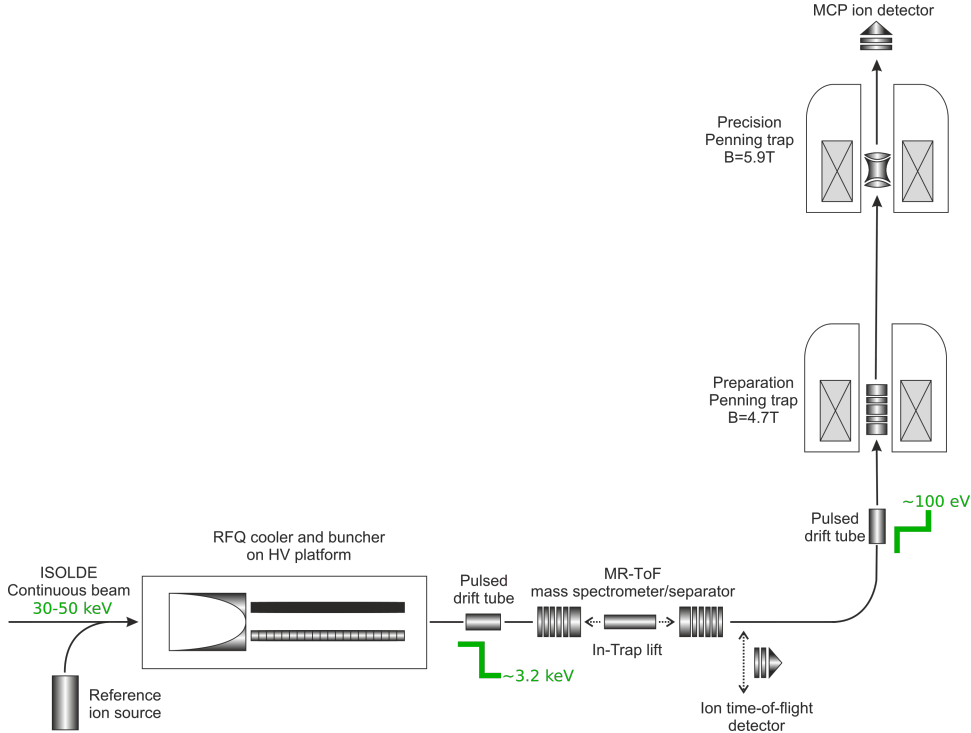 MCP ion detector
Precision
Penning trap
B=5.9T
Preparation
Penning trap
B=4.7T
~100 eV
Pulsed
drift tube
RFQ cooler and buncher
on HV platform
ISOLDE
Continuous beam
30-50 keV
Pulsed
drift tube
MR-ToF
mass spectrometer/separator
In-Trap lift
~3.2 keV
Reference
ion source
Ion time-of-flight
detector